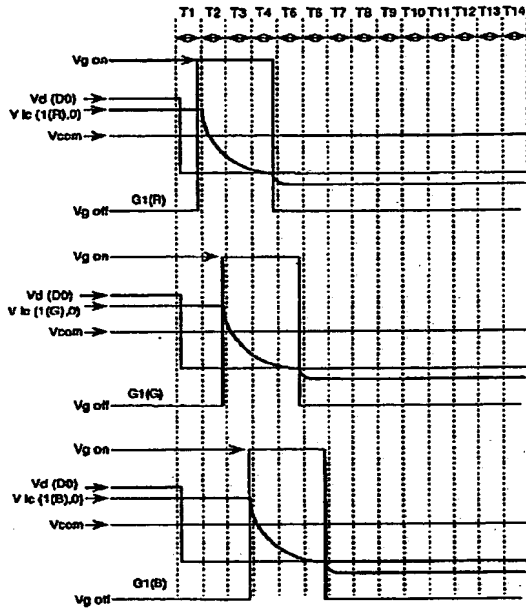 T1 T2 T3 T4 T5 T6 T7 T8 T9 T10 T11 T12 T13 T14
Vg on
Vd (D0)
V lc (1(R),0)
Vcom
G1(R)
Vg off
Vg on
Vd (D0)
V lc (1(G),0)
Vcom
G1(G)
Vg off
Vg on
Vd (D0)
V lc (1(B),0)
Vcom
G1(B)
Vg off